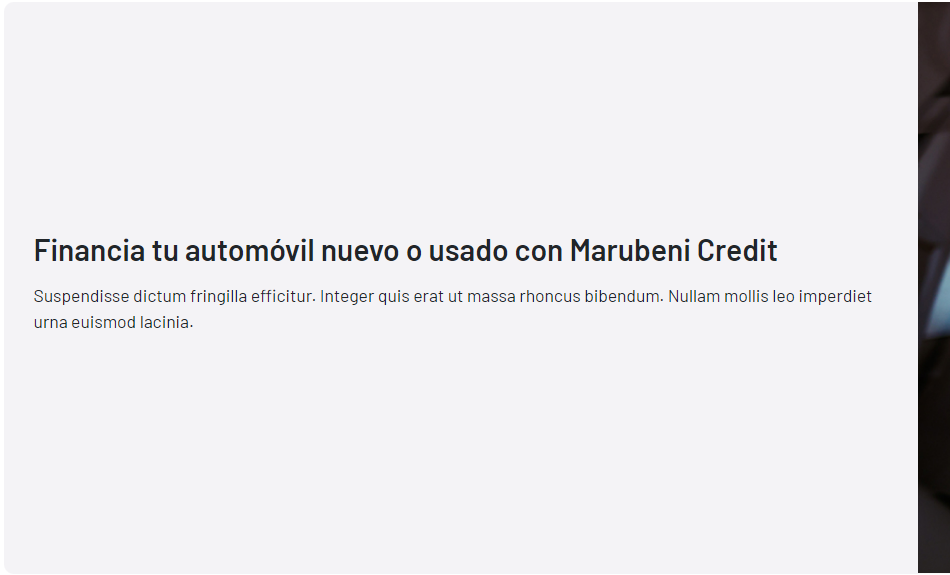 Financia tu automóvil nuevo o usado con Marubeni Credit
Suspendisse dictum fringilla efficitur. Integer quis erat ut massa rhoncus bibendum. Nullam mollis leo imperdiet
urna euismod lacinia.